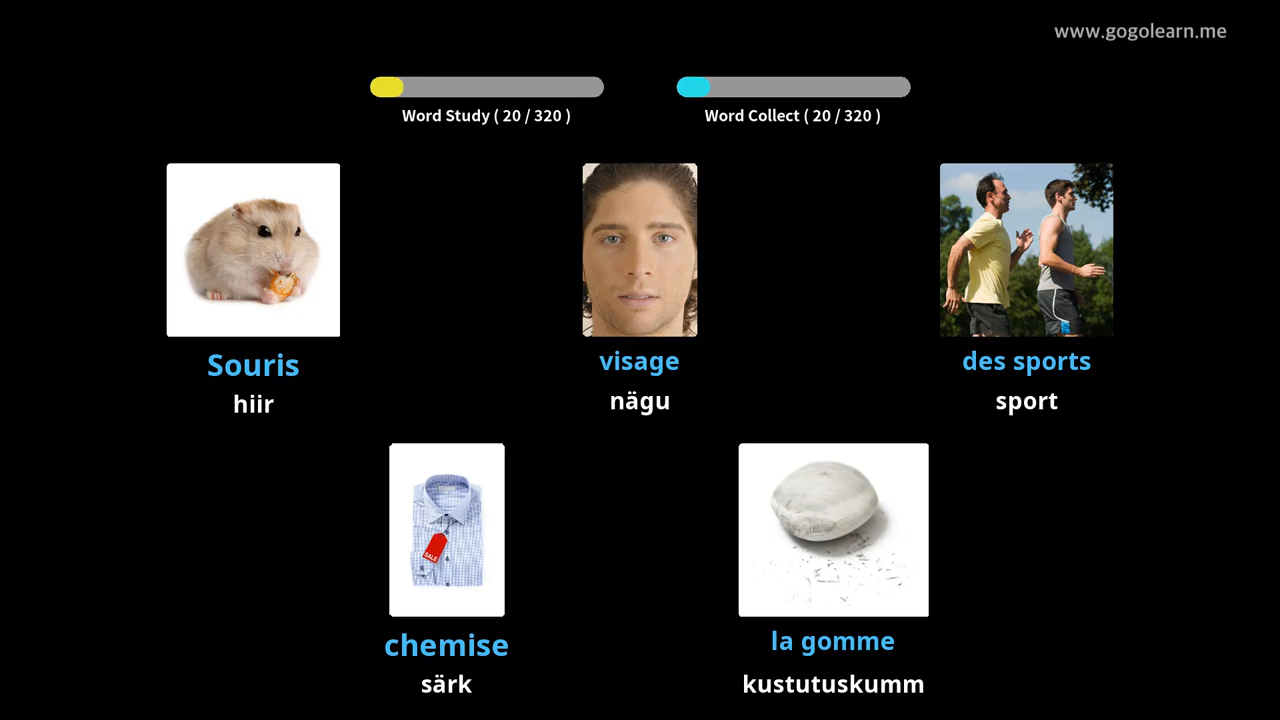 www.gogolearn.me
Word Study ( 20 / 320 )
Word Collect ( 20 / 320 )
Souris
hiir
visage
nägu
des sports
sport
SALE
chemise
särk
la gomme
kustutuskumm